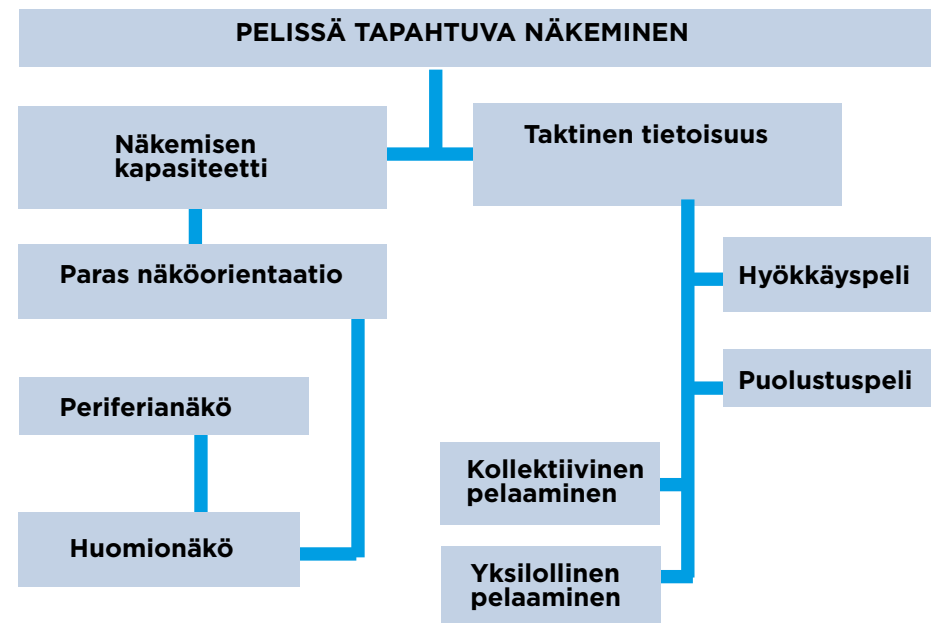 PELISSÄ TAPAHTUVA NÄKEMINEN
Näkemisen
kapasiteetti
Taktinen tietoisuus
Paras näköorientaatio
Hyökkäyspeli
Periferianäkö
Puolustuspeli
Kollektiivinen
pelaaminen
Huomionäkö
Yksilollinen
pelaaminen